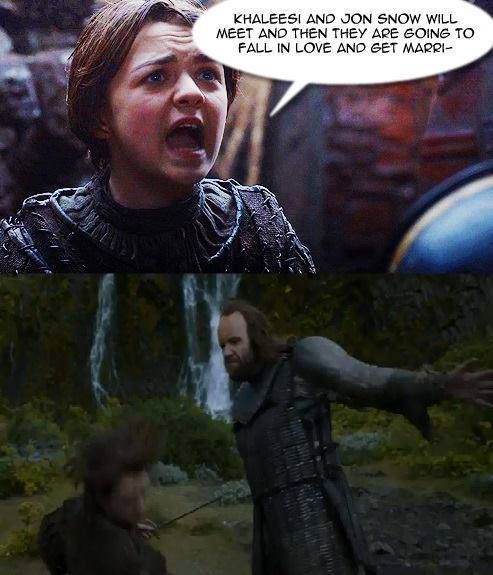 KHALEESI AND JON SNOW WILL
MEET AND THEN THEY ARE GOING TO
FALL IN LOVE AND GET MARRI-